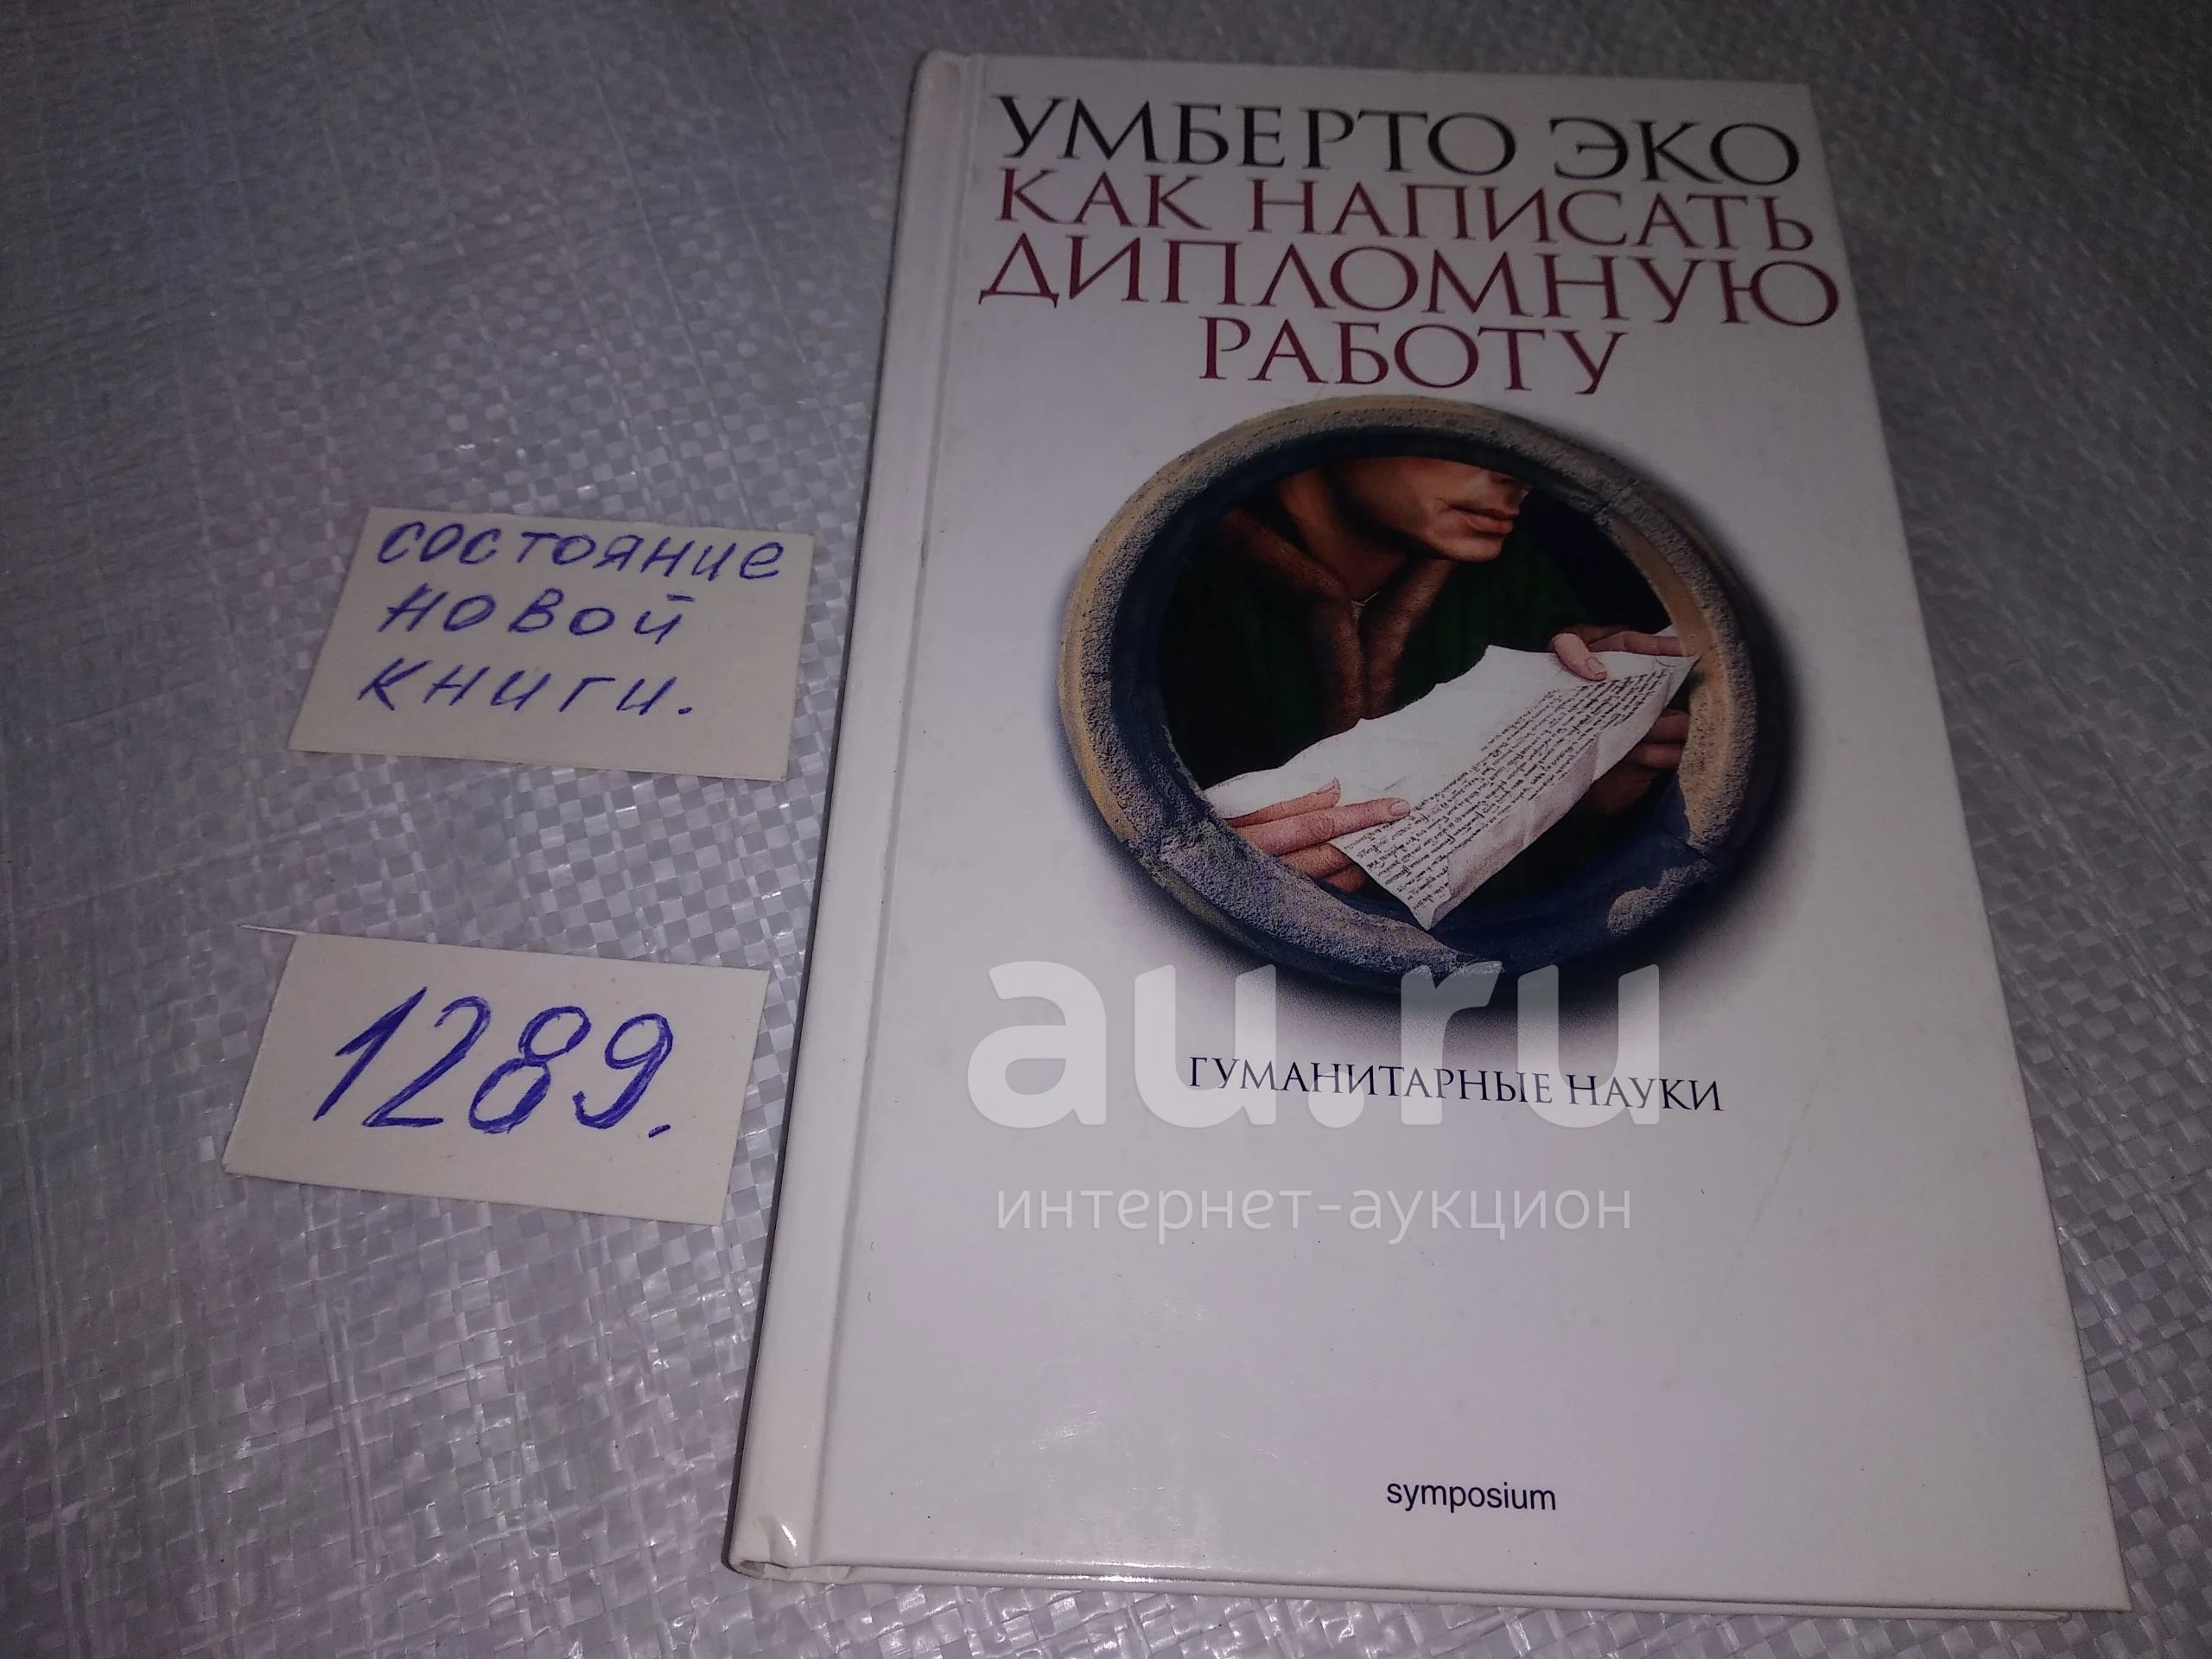 УМБЕРТО ЭКО
КАК НАПИСАТЬ
ДИПЛОМНУЮ
РАБОТУ
состояние
новой
книги.
1289.
au.ru
ГУМАНИТАРНЫЕ НАУКИ
интернет-аукцион
symposium